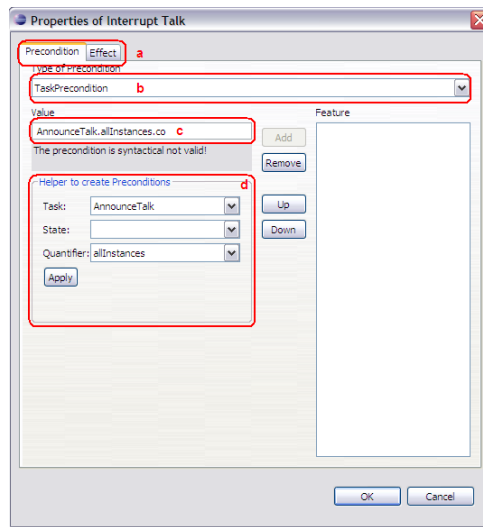 Properties of Interrupt Talk
Precondition Effect a
Type of Precondition
TaskPrecondition b
Value Feature
AnnounceTalk.allInstances.co c
Add
The precondition is syntactical not valid!
Remove
Helper to create Preconditions d
Task: AnnounceTalk Up
State: Down
Quantifier: allInstances
Apply
OK Cancel